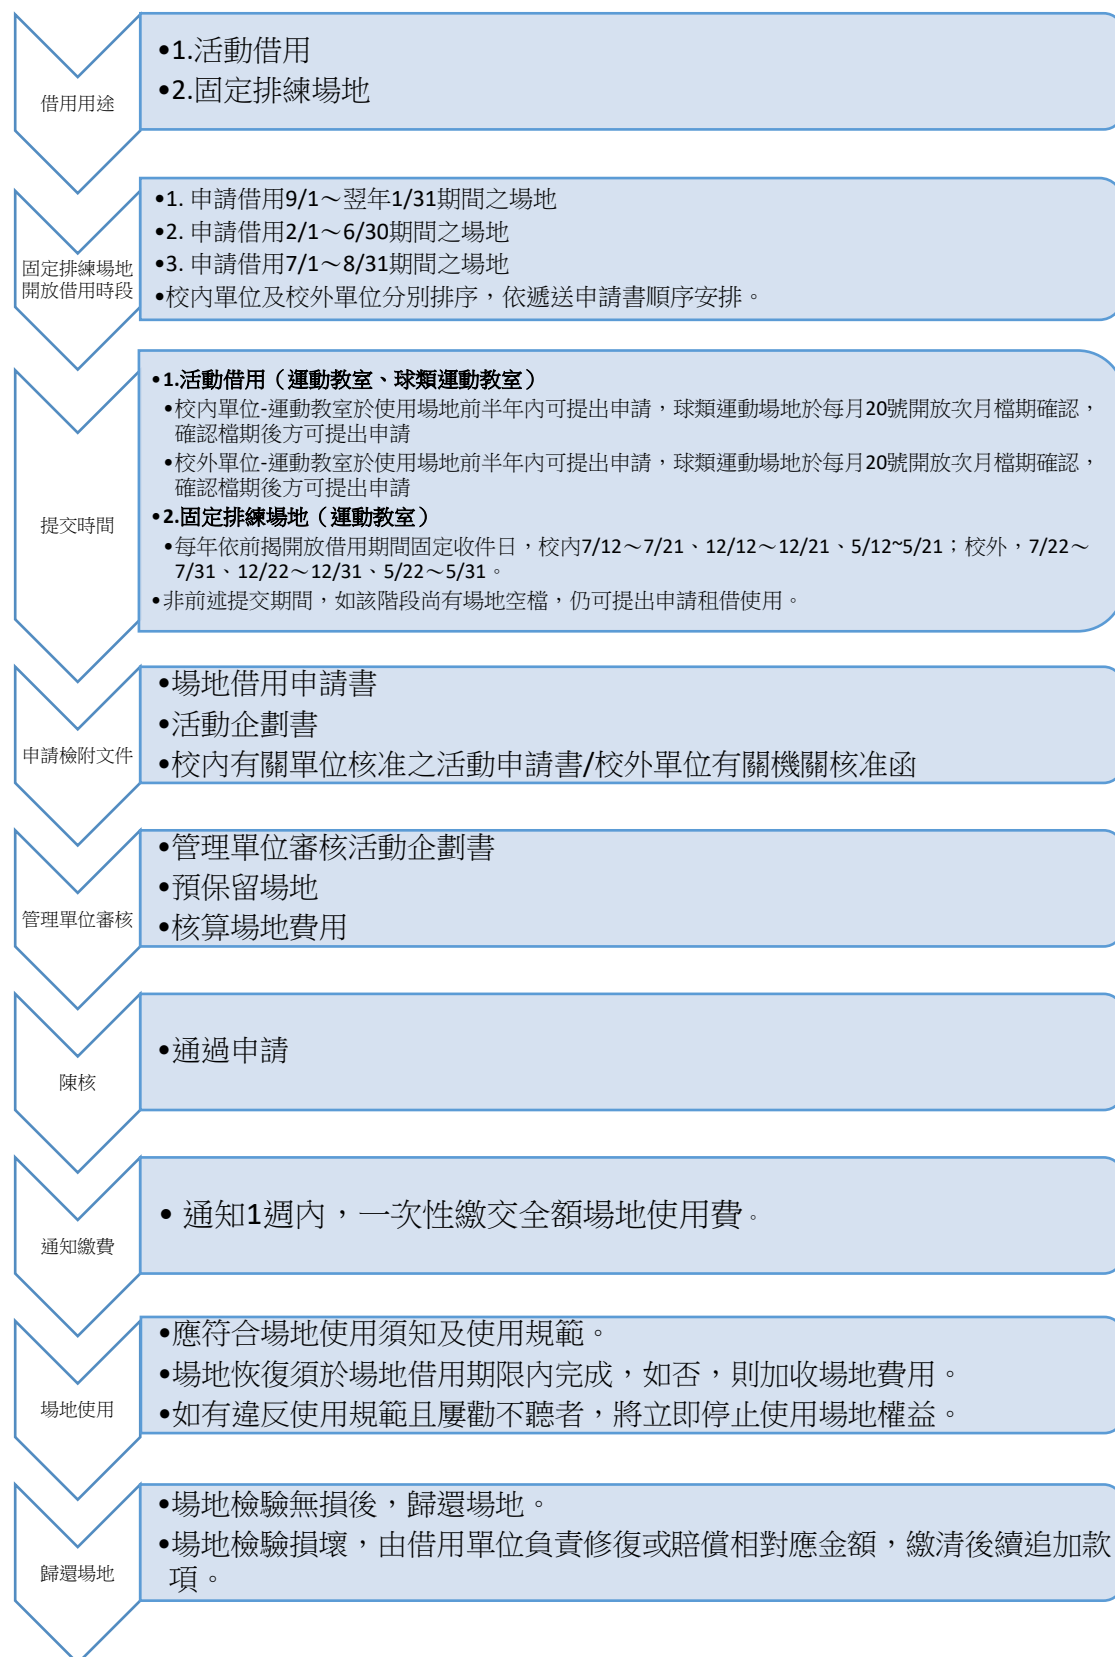 借用用途
•1.活動借用
•2.固定排練場地
固定排練場地
開放借用時段
•1. 申請借用9/1～翌年1/31期間之場地
•2. 申請借用2/1～6/30期間之場地
•3. 申請借用7/1～8/31期間之場地
•校內單位及校外單位分別排序，依遞送申請書順序安排。
提交時間
•1.活動借用（運動教室、球類運動教室）
•校內單位-運動教室於使用場地前半年內可提出申請，球類運動場地於每月20號開放次月檔期確認，
確認檔期後方可提出申請
•校外單位-運動教室於使用場地前半年內可提出申請，球類運動場地於每月20號開放次月檔期確認，
確認檔期後方可提出申請
•2.固定排練場地（運動教室）
•每年依前揭開放借用期間固定收件日，校內7/12～7/21、12/12～12/21、5/12~5/21；校外，7/22～
7/31、12/22～12/31、5/22～5/31。
•非前述提交期間，如該階段尚有場地空檔，仍可提出申請租借使用。
申請檢附文件
•場地借用申請書
•活動企劃書
•校內有關單位核准之活動申請書/校外單位有關機關核准函
管理單位審核
•管理單位審核活動企劃書
•預保留場地
•核算場地費用
陳核
•通過申請
通知繳費
• 通知1週內，一次性繳交全額場地使用費。
場地使用
•應符合場地使用須知及使用規範。
•場地恢復須於場地借用期限內完成，如否，則加收場地費用。
•如有違反使用規範且屢勸不聽者，將立即停止使用場地權益。
歸還場地
•場地檢驗無損後，歸還場地。
•場地檢驗損壞，由借用單位負責修復或賠償相對應金額，繳清後續追加款
項。